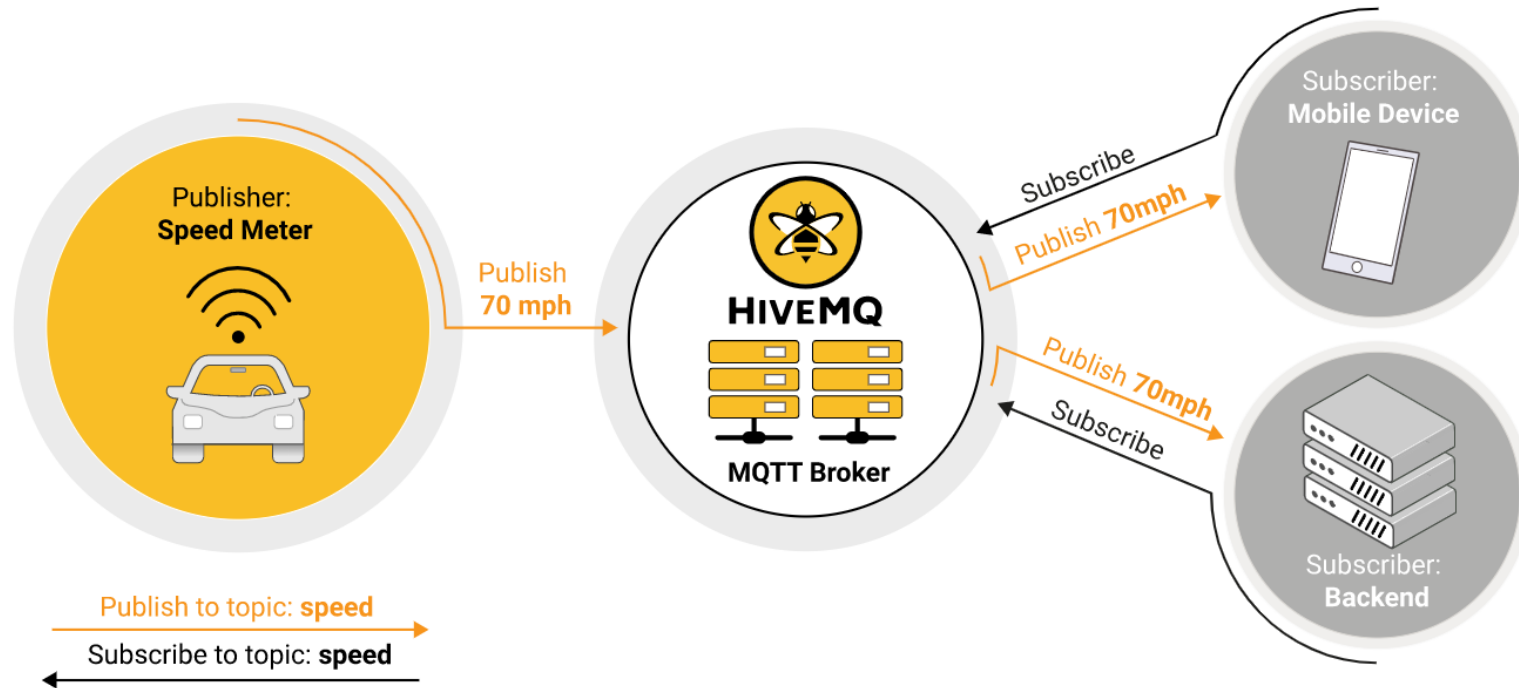 Publisher:
Speed Meter
Publish
70 mph
HIVEMQ
MQTT Broker
Subscribe
Publish 70mph
Subscriber:
Mobile Device
Publish 70mph
Subscribe
Subscriber:
Backend
Publish to topic: speed
Subscribe to topic: speed